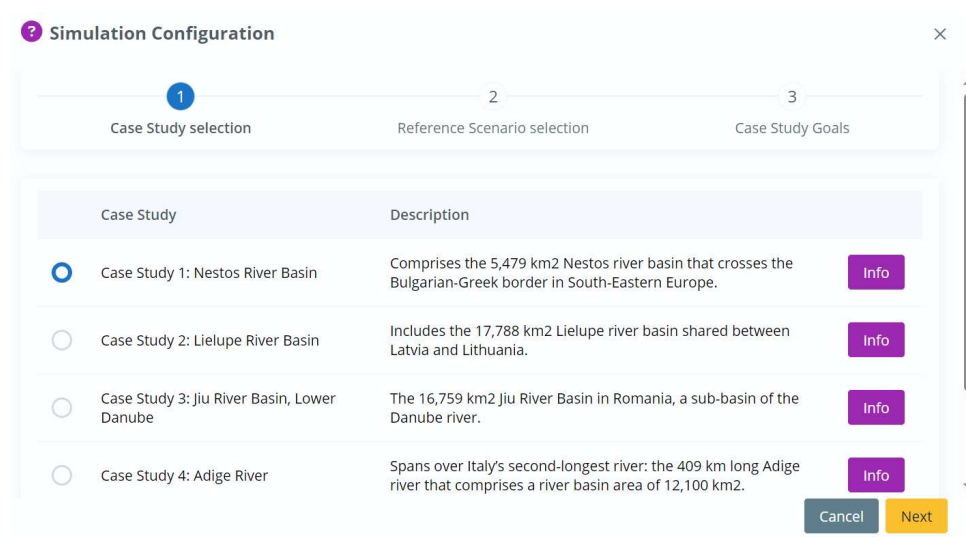 ? Simulation Configuration ×
1 2 3
Case Study selection Reference Scenario selection Case Study Goals
Case Study Description
Case Study 1: Nestos River Basin
Comprises the 5,479 km2 Nestos river basin that crosses the
Bulgarian-Greek border in South-Eastern Europe.
Info
Case Study 2: Lielupe River Basin
Includes the 17,788 km2 Lielupe river basin shared between
Latvia and Lithuania.
Info
Case Study 3: Jiu River Basin, Lower
Danube
The 16,759 km2 Jiu River Basin in Romania, a sub-basin of the
Danube river.
Info
Case Study 4: Adige River
Spans over Italy’s second-longest river: the 409 km long Adige
river that comprises a river basin area of 12,100 km2.
Info
Cancel Next